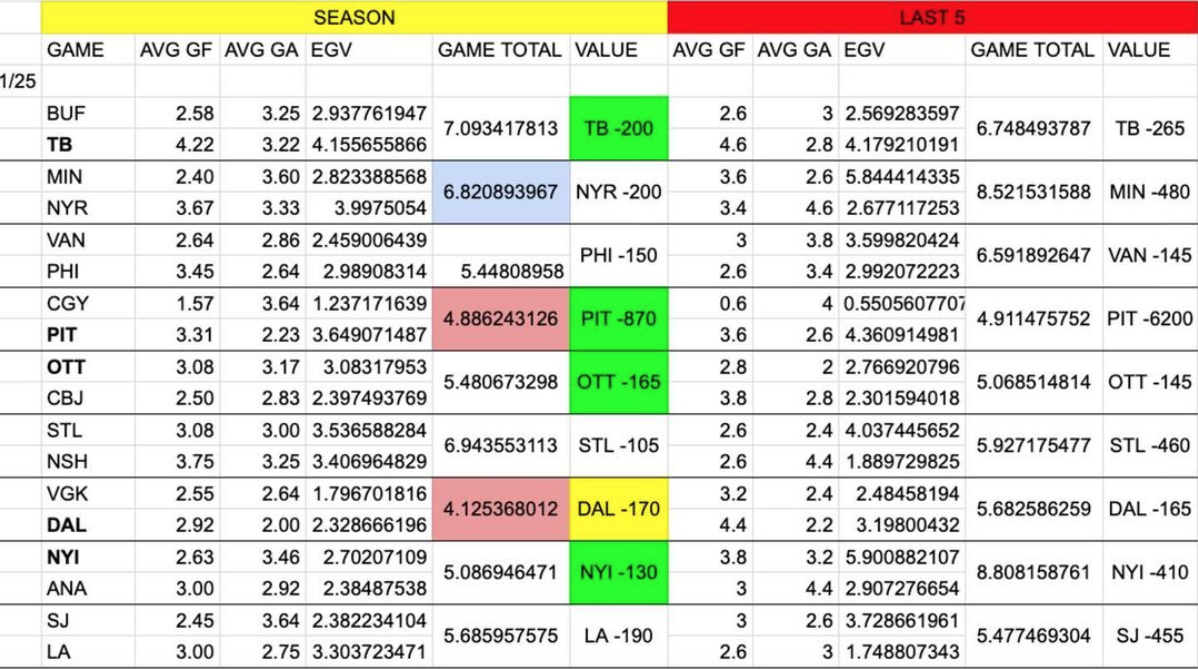 SEASON LAST 5
GAME AVG GF AVG GA EGV GAME TOTAL VALUE AVG GF AVG GA EGV GAME TOTAL VALUE
1/25
BUF 2.58 3.25 2.937761947 7.093417813 TB -200 2.6 3 2.569283597 6.748493787 TB -265
TB 4.22 3.22 4.155655866 4.6 2.8 4.179210191
MIN 2.40 3.60 2.823388568 6.820893967 NYR -200 3.6 2.6 5.844414335 8.521531588 MIN -480
NYR 3.67 3.33 3.9975054 3.4 4.6 2.677117253
VAN 2.64 2.86 2.459006439 PHI -150 3 3.8 3.599820424 6.591892647 VAN -145
PHI 3.45 2.64 2.98908314 5.44808958 2.6 3.4 2.992072223
CGY 1.57 3.64 1.237171639 4.886243126 PIT -870 0.6 4 0.5505607707 4.911475752 PIT -6200
PIT 3.31 2.23 3.649071487 3.6 2.6 4.360914981
OTT 3.08 3.17 3.08317953 5.480673298 OTT -165 2.8 2 2.766920796 5.068514814 OTT -145
CBJ 2.50 2.83 2.397493769 3.8 2.8 2.301594018
STL 3.08 3.00 3.536588284 6.943553113 STL -105 2.6 2.4 4.037445652 5.927175477 STL -460
NSH 3.75 3.25 3.406964829 2.6 4.4 1.889729825
VGK 2.55 2.64 1.796701816 4.125368012 DAL -170 3.2 2.4 2.48458194 5.682586259 DAL -165
DAL 2.92 2.00 2.328666196 4.4 2.2 3.19800432
NYI 2.63 3.46 2.70207109 5.086946471 NYI -130 3.8 3.2 5.900882107 8.808158761 NYI -410
ANA 3.00 2.92 2.38487538 3 4.4 2.907276654
SJ 2.45 3.64 2.382234104 5.685957575 LA -190 3 2.6 3.728661961 5.477469304 SJ -455
LA 3.00 2.75 3.303723471 2.6 3 1.748807343